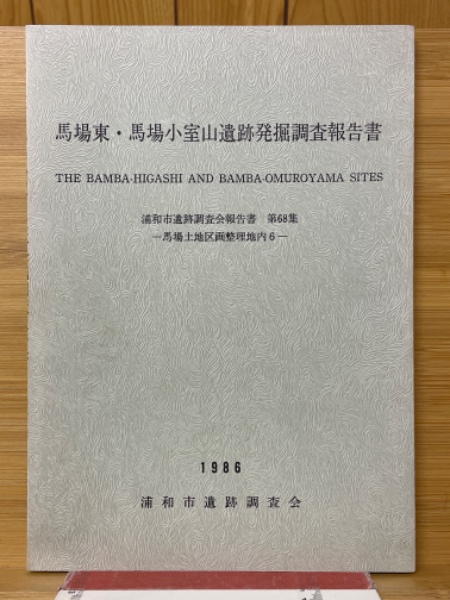 馬場東・馬場小室山遺跡発掘調査報告書
THE BAMBA-HIGASHI AND BAMBA-OMUROYAMA SITES
浦和市遺跡調査会報告書 第68集
―馬場土地区画整理地内6―
1986
浦和市遺跡調査会